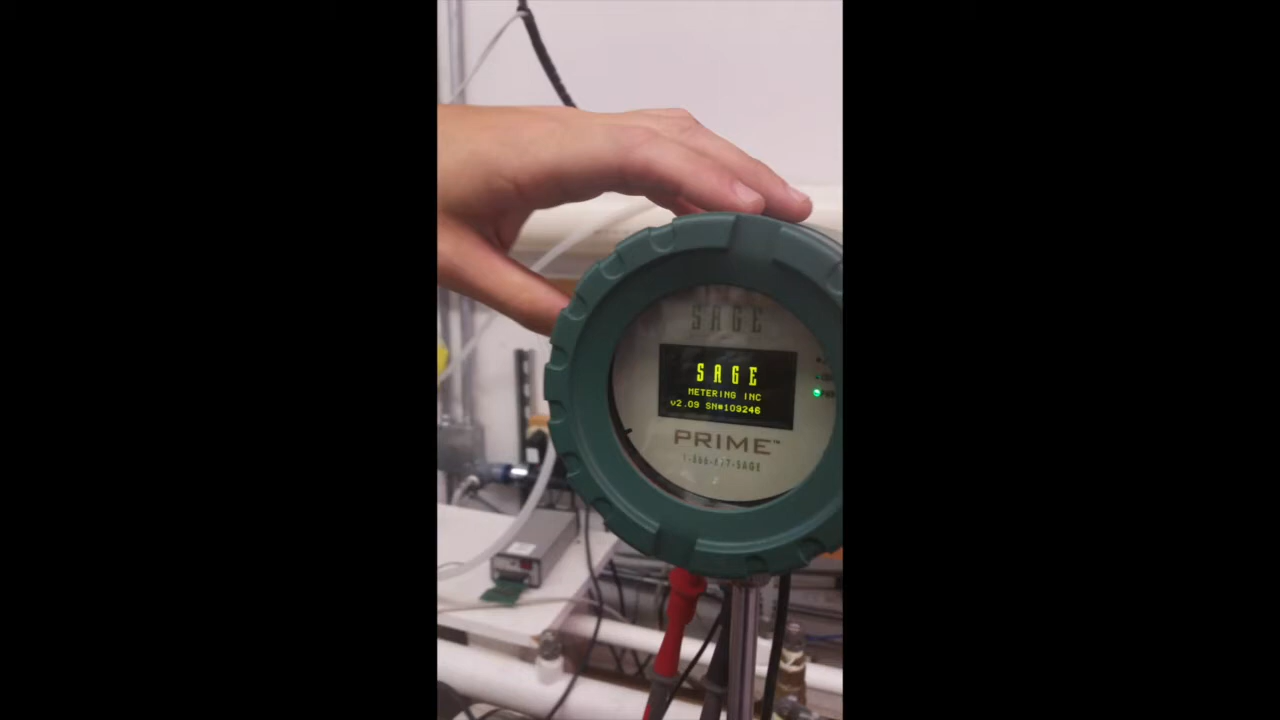 SAGE
SAGE
METERING INC
v2.09 SN#109246
PRIME™